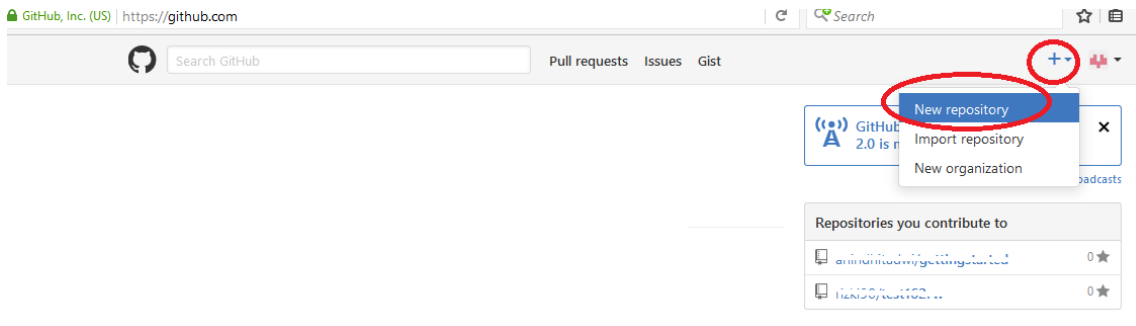 GitHub, Inc. (US) https://github.com Search
Search GitHub Pull requests Issues Gist
New repository
Import repository
New organization
GitHub
2.0 is
Repositories you contribute to
0
0